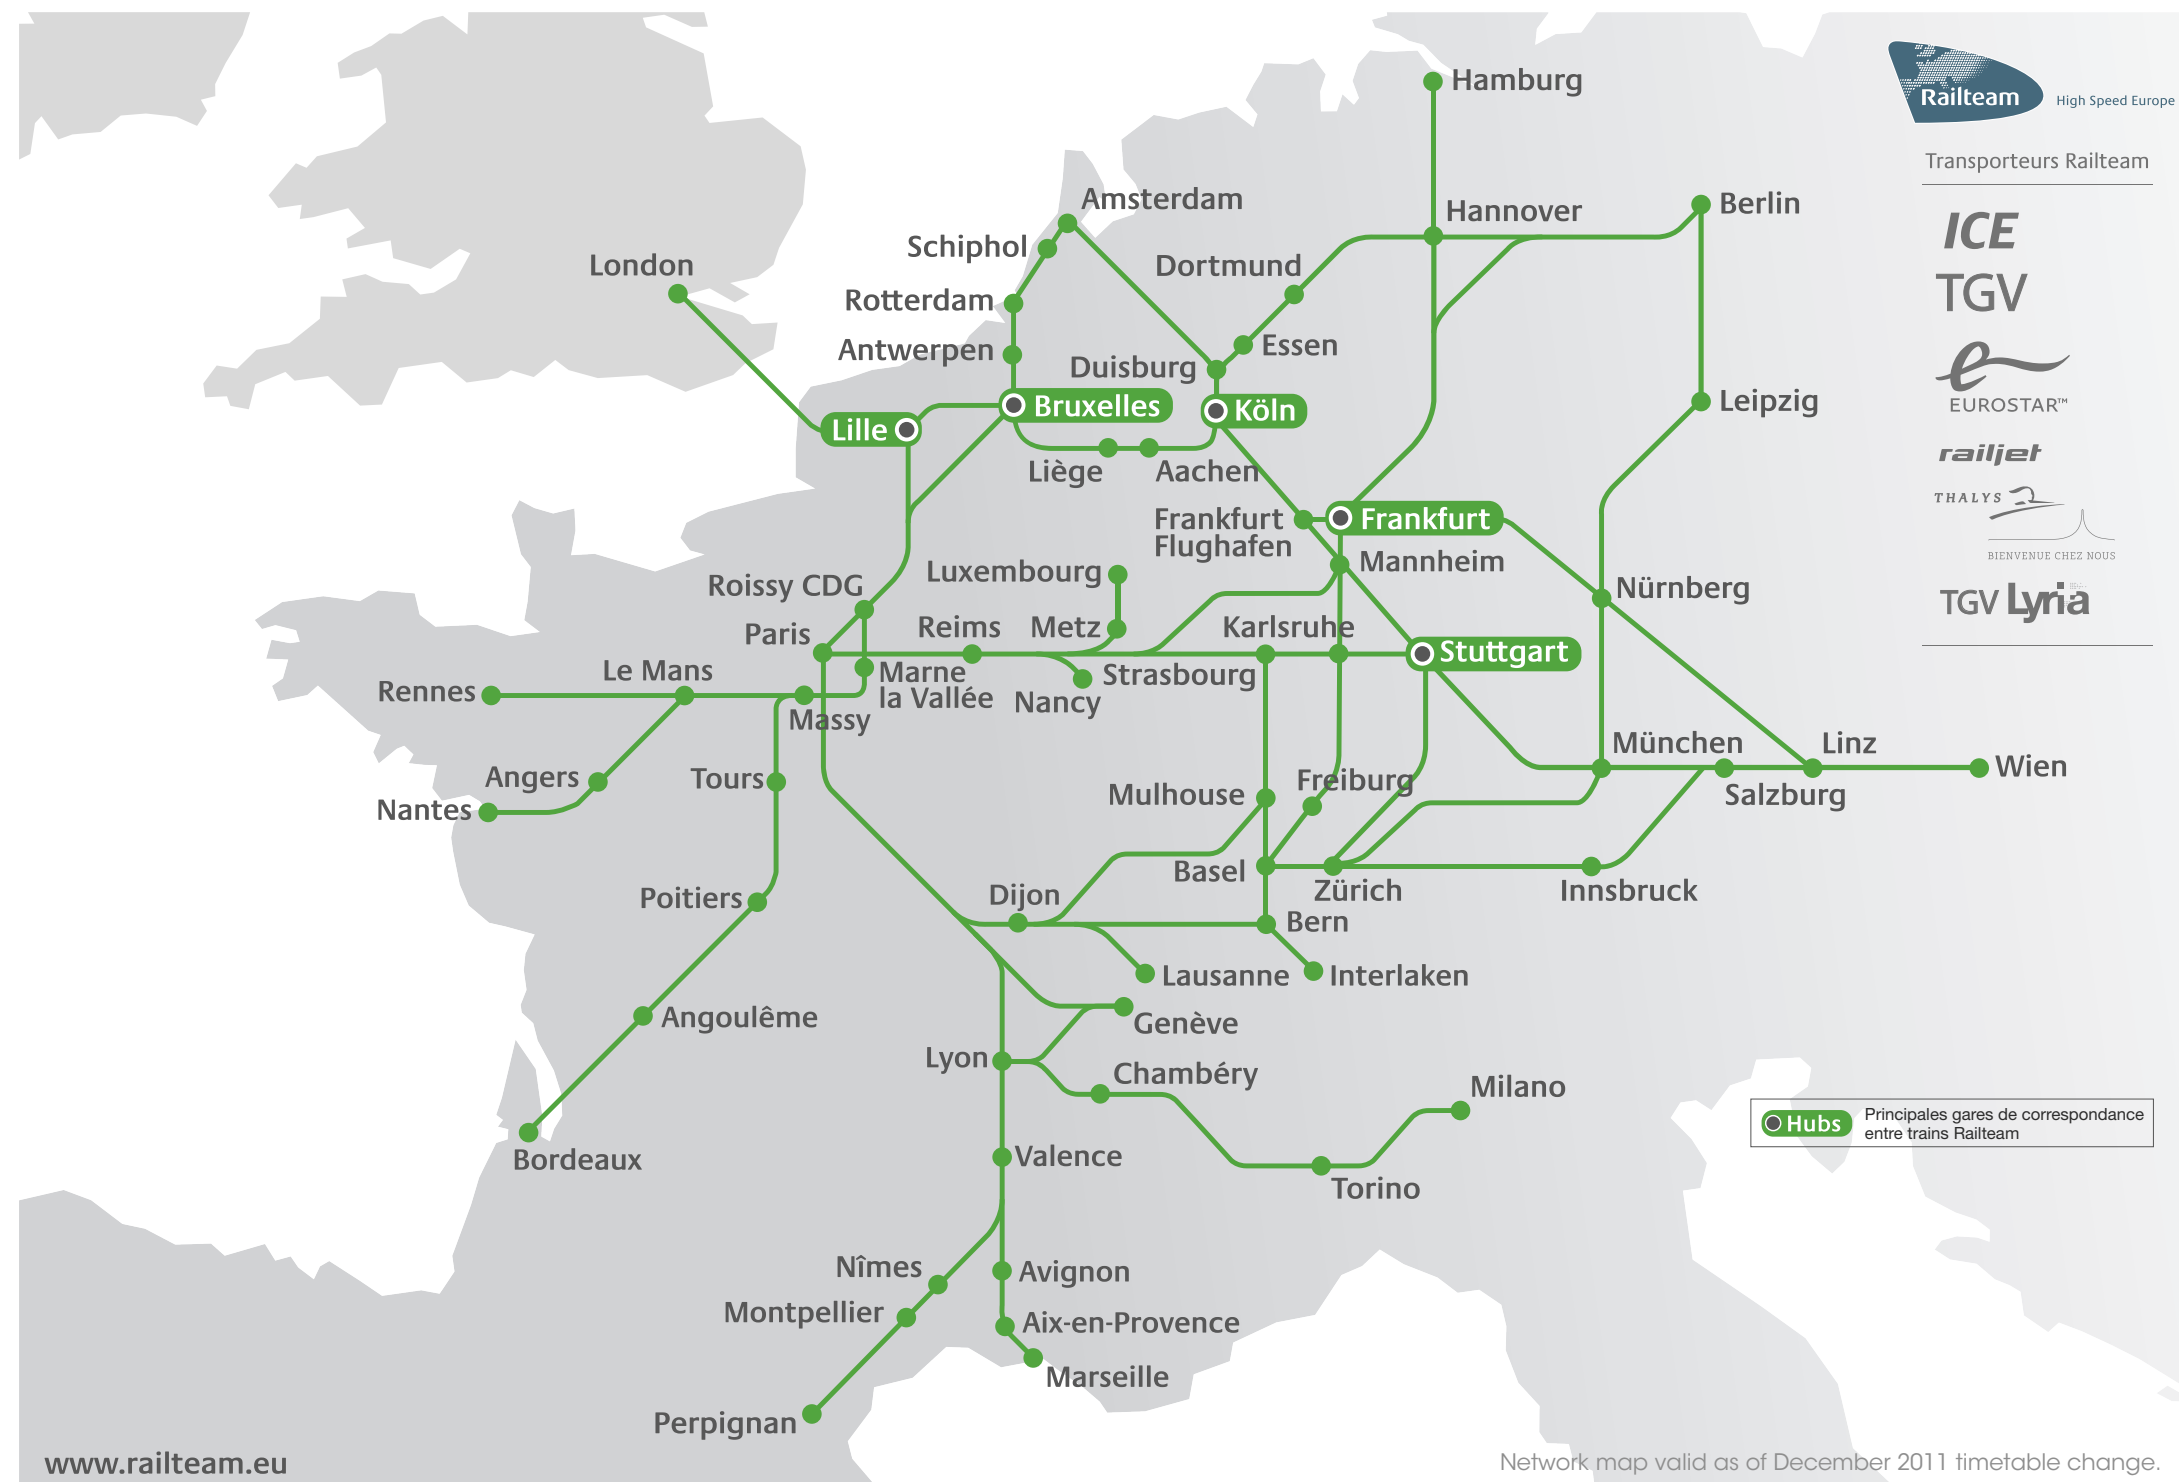 Hamburg
Railteam
High Speed Europe
Transporteurs Railteam
ICE
TGV
EUROSTAR™
railjet
THALYS
BIENVENUE CHEZ NOUS
TGV Lyria
Amsterdam
Hannover
Berlin
Schiphol
London
Dortmund
Rotterdam
Antwerpen
Essen
Duisburg
Leipzig
Bruxelles
Köln
Lille
Liège
Aachen
Frankfurt
Flughafen
Frankfurt
Mannheim
Luxembourg
Roissy CDG
Nürnberg
Paris
Reims
Metz
Karlsruhe
Stuttgart
Le Mans
Marne
la Vallée
Strasbourg
Rennes
Nancy
Massy
München
Linz
Wien
Angers
Tours
Freiburg
Mulhouse
Salzburg
Nantes
Basel
Zürich
Innsbruck
Poitiers
Dijon
Bern
Lausanne
Interlaken
Angoulême
Genève
Lyon
Chambéry
Milano
Hubs
Principales gares de correspondance
entre trains Railteam
Bordeaux
Valence
Torino
Nîmes
Avignon
Montpellier
Aix-en-Provence
Marseille
Perpignan
www.railteam.eu
Network map valid as of December 2011 timetable change.